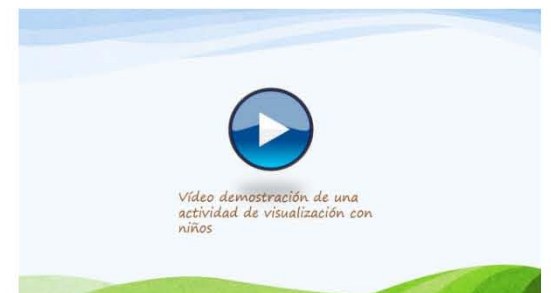 Vídeo demostración de una
actividad de visualización con
niños